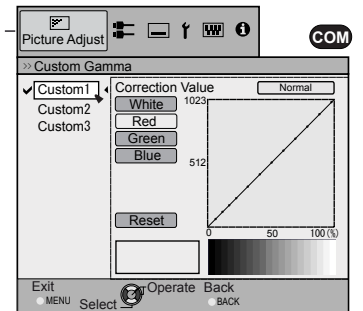 Picture Adjust
COM
>> Custom Gamma
Custom1
Custom2
Custom3
Correction Value
Normal
White
Red
Green
Blue
Reset
1023
512
0 50 100 (%)
Exit
MENU
Select
Operate
Back
BACK